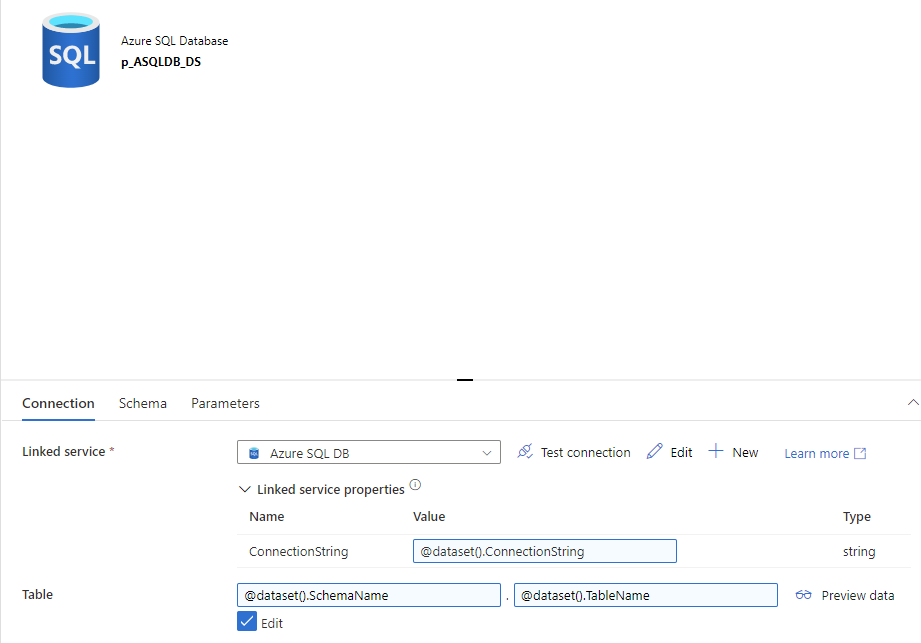 SQL
Azure SQL Database
p_ASQLDB_DS
Connection Schema Parameters
Linked service * Azure SQL DB Test connection Edit New Learn more
Linked service properties
Name Value Type
ConnectionString @dataset().ConnectionString string
Table @dataset().SchemaName . @dataset().TableName Preview data
Edit